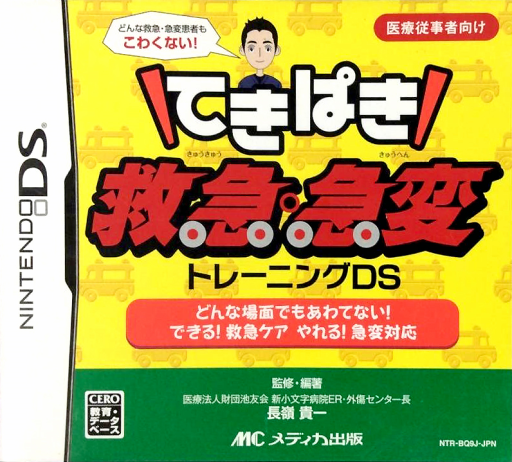 どんな救急・急変患者も
こわくない!
医療従事者向け
てきぱき
きゅうきゅう
きゅうへん
救急・急変
トレーニングDS
どんな場面でもあわてない!
できる! 救急ケア やれる! 急変対応
監修・編著
医療法人財団池友会 新小文字病院ER・外傷センター長
長嶺 貴一
MC メディカ出版
NINTENDO DS®
CERO
教育・
データ
ベース
NTR-BQ9J-JPN